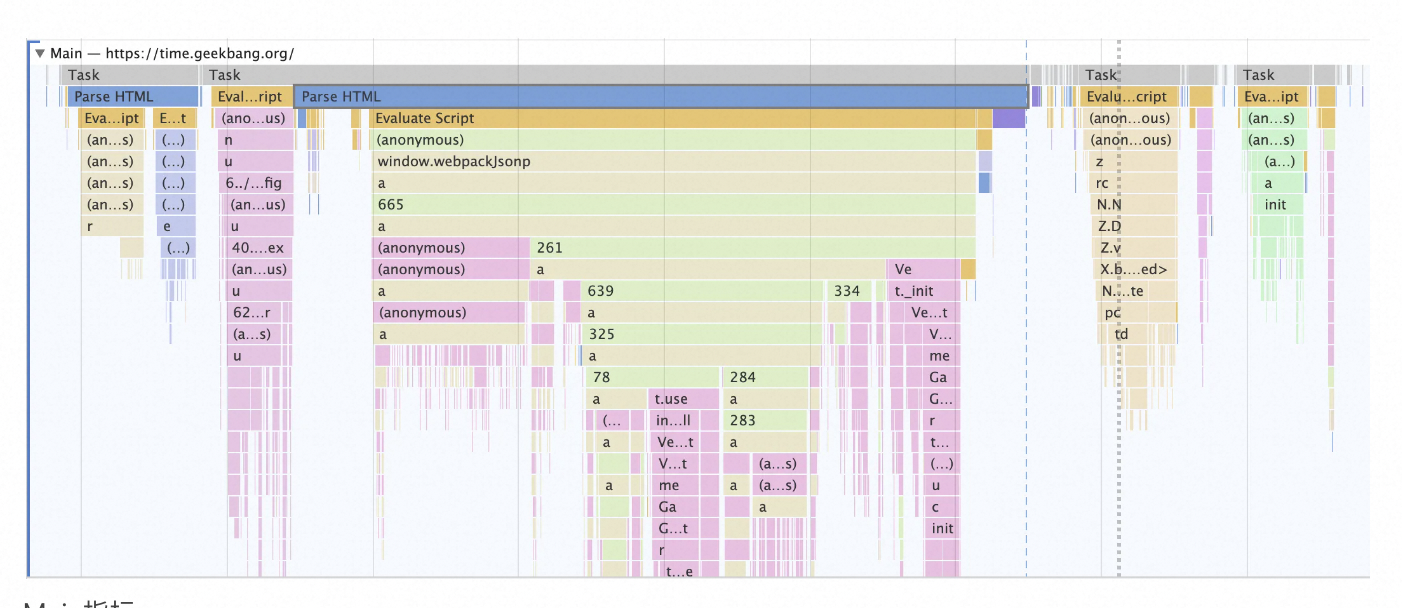 ▼ Main — https://time.geekbang.org/
Task Task Task Task
Parse HTML Eval...ript Parse HTML Evalu...cript Eva...ipt
Eva...ipt E...t (ano...us) Evaluate Script (anon...ous) (an...s)
(an...s) (...) n (anonymous) (anon...ous) (an...s)
(an...s) (...) u window.webpackJsonp z (a...)
(an...s) (...) 6../...fig a rc a
(an...s) (...) (an...us) 665 N.N init
r e u a Z.D
(...) 40....ex (anonymous) 261 Z.v
(an...us) (anonymous) a Ve X.b....ed>
u a 639 334 t._init N....te
62...r (anonymous) a Ve...t pc
(a...s) a 325 V... td
u a me
78 284 Ga
a t.use a G...
(... in...ll 283 r
a Ve...t a t...
V...t (a...s) (...)
a me a (a...s) u
Ga a c
G...t init
r
t...e